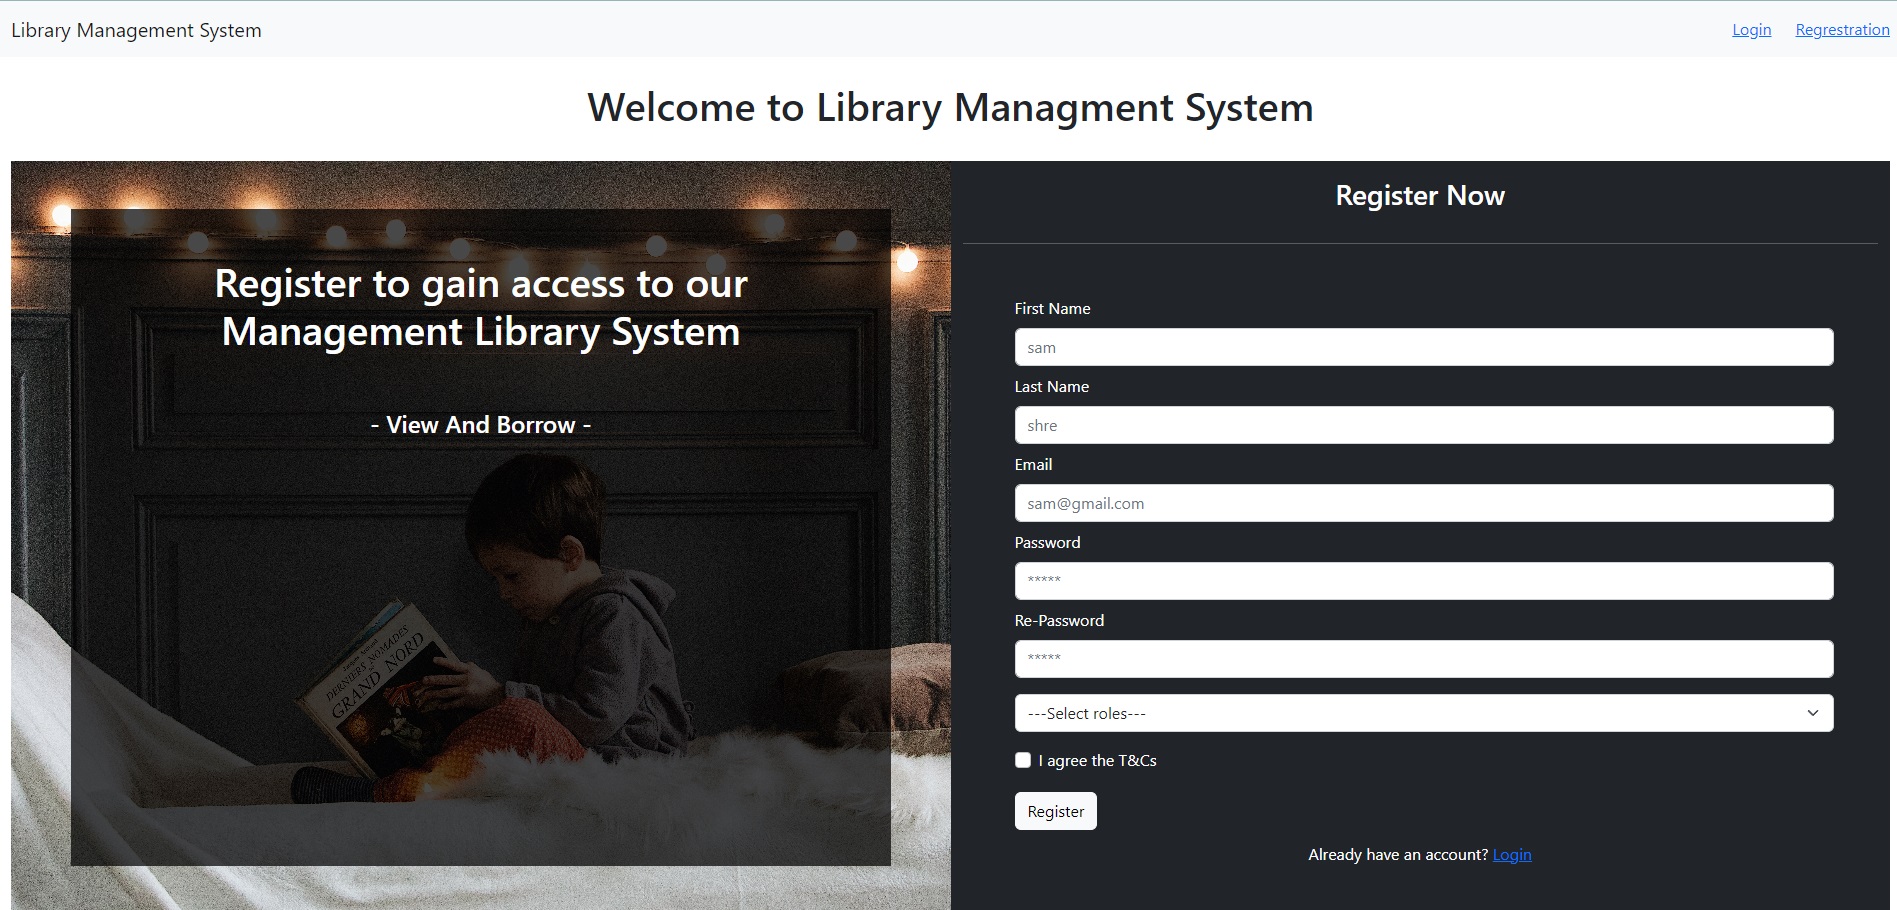 Library Management System
Login Regrestration
Welcome to Library Managment System
Register to gain access to our
Management Library System
- View And Borrow -
DERNIERS NOMADES
GRAND NORD
Register Now
First Name
sam
Last Name
shre
Email
sam@gmail.com
Password
*****
Re-Password
*****
---Select roles---
I agree the T&Cs
Register
Already have an account? Login